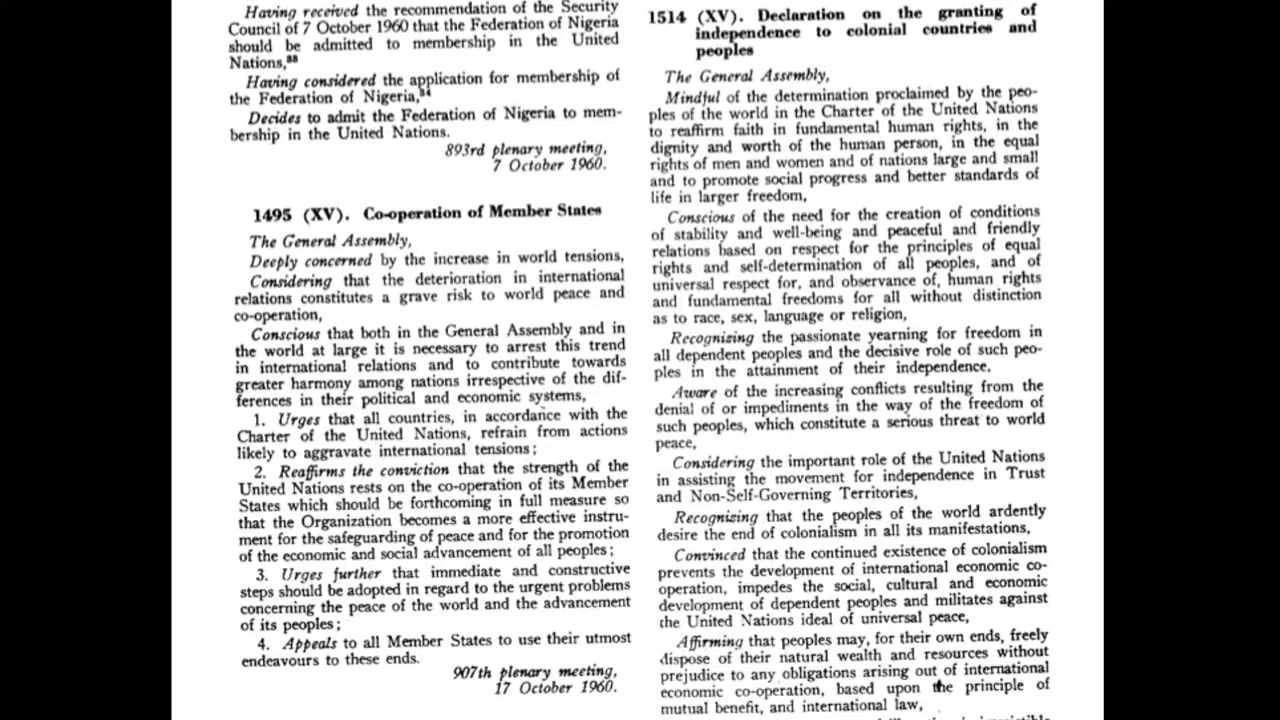 Having received the recommendation of the Security
Council of 7 October 1960 that the Federation of Nigeria
should be admitted to membership in the United
Nations,³³
Having considered the application for membership of
the Federation of Nigeria,³⁴
Decides to admit the Federation of Nigeria to mem-
bership in the United Nations.
893rd plenary meeting,
7 October 1960.
1495 (XV). Co-operation of Member States
The General Assembly,
Deeply concerned by the increase in world tensions,
Considering that the deterioration in international
relations constitutes a grave risk to world peace and
co-operation,
Conscious that both in the General Assembly and in
the world at large it is necessary to arrest this trend
in international relations and to contribute towards
greater harmony among nations irrespective of the dif-
ferences in their political and economic systems,
1. Urges that all countries, in accordance with the
Charter of the United Nations, refrain from actions
likely to aggravate international tensions;
2. Reaffirms the conviction that the strength of the
United Nations rests on the co-operation of its Member
States which should be forthcoming in full measure so
that the Organization becomes a more effective instru-
ment for the safeguarding of peace and for the promotion
of the economic and social advancement of all peoples;
3. Urges further that immediate and constructive
steps should be adopted in regard to the urgent problems
concerning the peace of the world and the advancement
of its peoples;
4. Appeals to all Member States to use their utmost
endeavours to these ends.
907th plenary meeting,
17 October 1960.
1514 (XV). Declaration on the granting of
independence to colonial countries and
peoples
The General Assembly,
Mindful of the determination proclaimed by the peo-
ples of the world in the Charter of the United Nations
to reaffirm faith in fundamental human rights, in the
dignity and worth of the human person, in the equal
rights of men and women and of nations large and small
and to promote social progress and better standards of
life in larger freedom,
Conscious of the need for the creation of conditions
of stability and well-being and peaceful and friendly
relations based on respect for the principles of equal
rights and self-determination of all peoples, and of
universal respect for, and observance of, human rights
and fundamental freedoms for all without distinction
as to race, sex, language or religion,
Recognizing the passionate yearning for freedom in
all dependent peoples and the decisive role of such peo-
ples in the attainment of their independence,
Aware of the increasing conflicts resulting from the
denial of or impediments in the way of the freedom of
such peoples, which constitute a serious threat to world
peace,
Considering the important role of the United Nations
in assisting the movement for independence in Trust
and Non-Self-Governing Territories,
Recognizing that the peoples of the world ardently
desire the end of colonialism in all its manifestations,
Convinced that the continued existence of colonialism
prevents the development of international economic co-
operation, impedes the social, cultural and economic
development of dependent peoples and militates against
the United Nations ideal of universal peace,
Affirming that peoples may, for their own ends, freely
dispose of their natural wealth and resources without
prejudice to any obligations arising out of international
economic co-operation, based upon the principle of
mutual benefit, and international law,